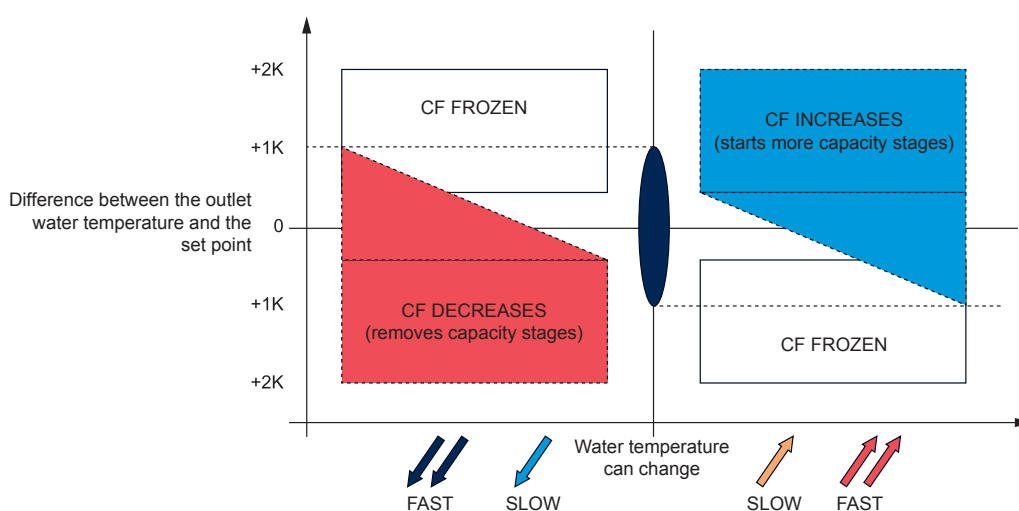 +2K
CF FROZEN
CF INCREASES
(starts more capacity stages)
+1K
Difference between the outlet
water temperature and the
set point
0
+1K
CF DECREASES
(removes capacity stages)
CF FROZEN
+2K
Water temperature
can change
FAST
SLOW
SLOW
FAST